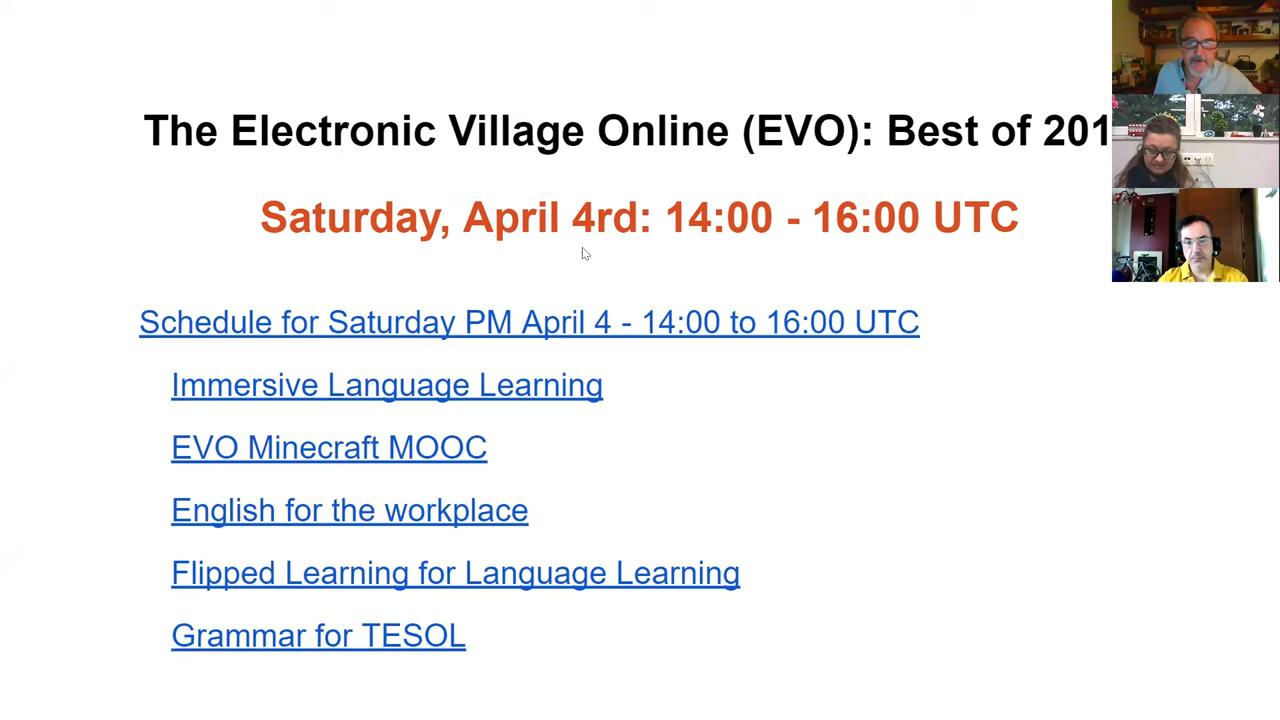 The Electronic Village Online (EVO): Best of 201
Saturday, April 4rd: 14:00 - 16:00 UTC
Schedule for Saturday PM April 4 - 14:00 to 16:00 UTC
Immersive Language Learning
EVO Minecraft MOOC
English for the workplace
Flipped Learning for Language Learning
Grammar for TESOL